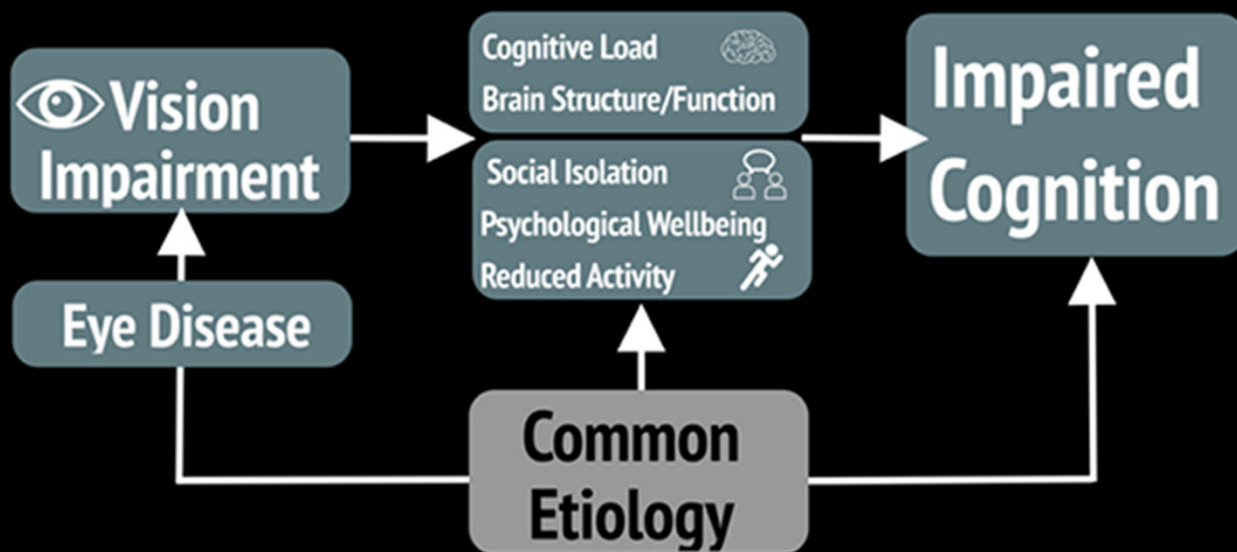 Vision
Impairment
Eye Disease
Cognitive Load
Brain Structure/Function
Social Isolation
Psychological Wellbeing
Reduced Activity
Common
Etiology
Impaired
Cognition